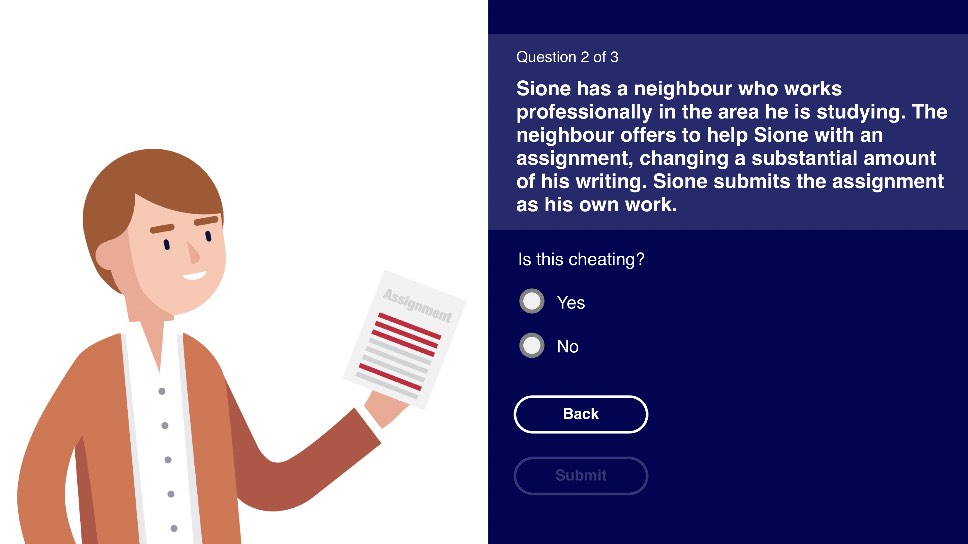 Assignment
Question 2 of 3
Sione has a neighbour who works
professionally in the area he is studying. The
neighbour offers to help Sione with an
assignment, changing a substantial amount
of his writing. Sione submits the assignment
as his own work.
Is this cheating?
Yes
No
Back
Submit